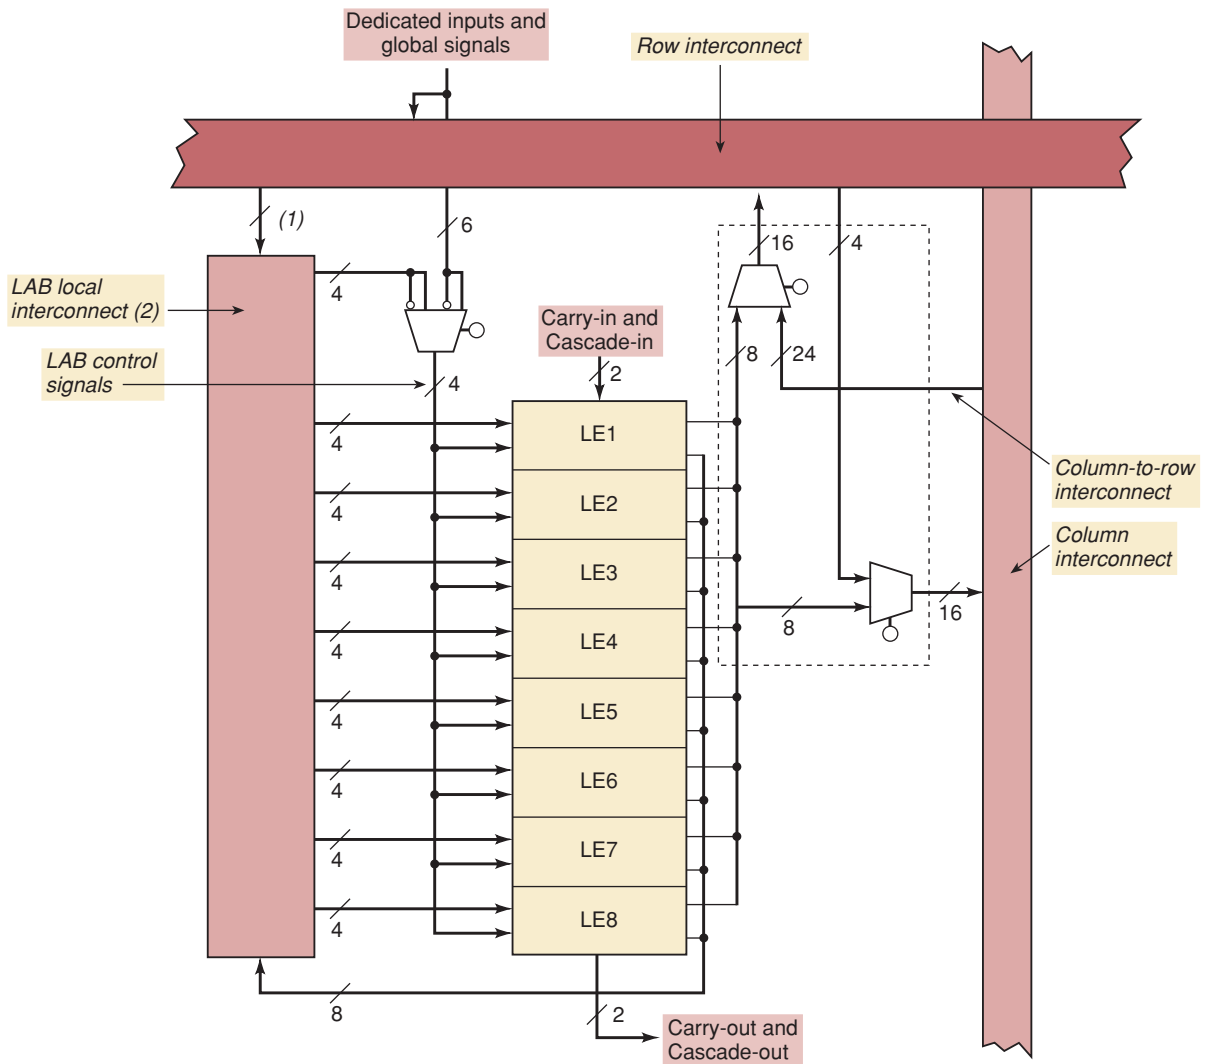 Dedicated inputs and
global signals
Row interconnect
(1)
6
16
4
LAB local
interconnect (2)
4
Carry-in and
Cascade-in
8
24
LAB control
signals
4
2
4
LE1
Column-to-row
interconnect
4
LE2
Column
interconnect
4
LE3
8
16
4
LE4
4
LE5
4
LE6
4
LE7
4
LE8
8
2
Carry-out and
Cascade-out